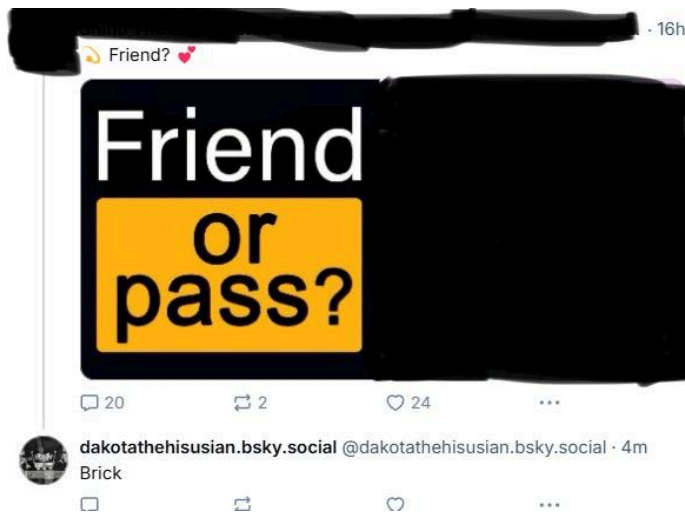 · 16h
💫 Friend? 💕
Friend
or
pass?
20 2 24 ...
dakotathehisusian.bsky.social @dakotathehisusian.bsky.social · 4m
Brick
...